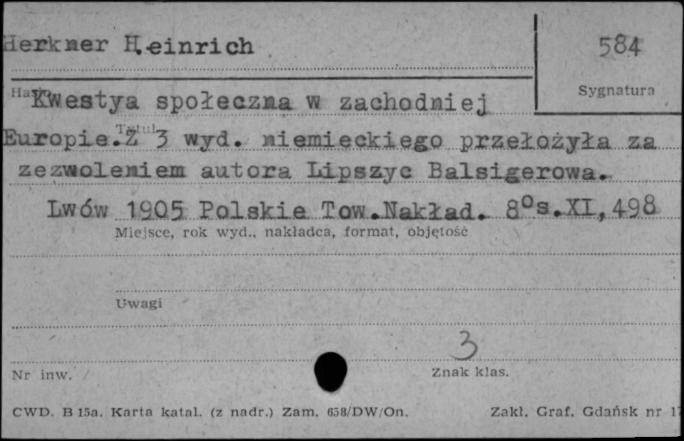 Herkner Heinrich
584
Sygnatura
Kwestya społeczna w zachodniej
Europie. Z 3 wyd. niemieckiego przełożyła za
zezwoleniem autora Lipszyc Balsigerowa.
Lwów 1905 Polskie Tow.Nakład. 8⁰s.XI,498
Miejsce, rok wyd., nakładca, format, objętość
Uwagi
3
Nr inw.
Znak klas.
CWD. B 15a. Karta katal. (z nadr.) Zam. 658/DW/On.
Zakł. Graf. Gdańsk nr